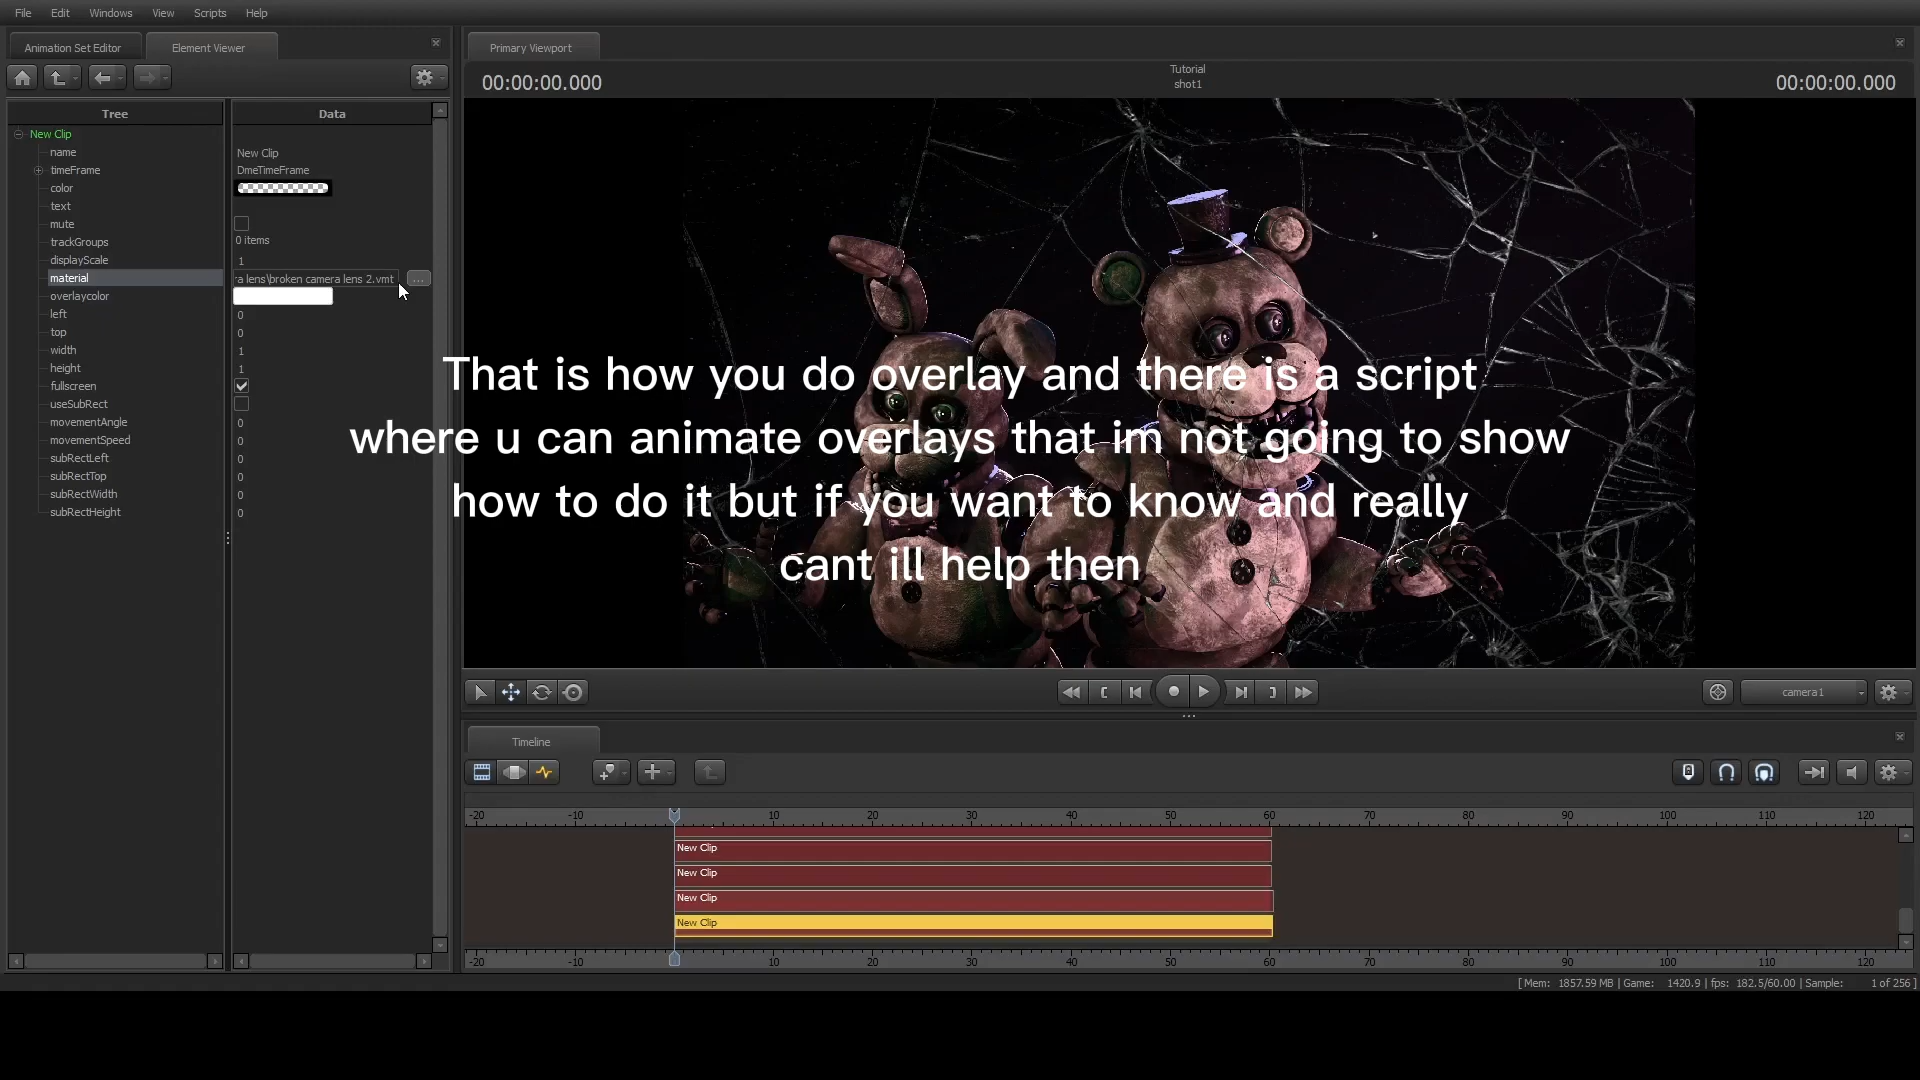 File Edit Windows View Scripts Help
Animation Set Editor Element Viewer
Primary Viewport
00:00:00.000
Tutorial
shot1
00:00:00.000
Tree
Data
New Clip
name New Clip
timeFrame DmeTimeFrame
color
text
mute
trackGroups 0 items
displayScale 1
material a lens\broken camera lens 2.vmt ...
overlaycolor
left 0
top 0
width 1
height 1
fullscreen
useSubRect
movementAngle 0
movementSpeed 0
subRectLeft 0
subRectTop 0
subRectWidth 0
subRectHeight 0
That is how you do overlay and there is a script
where u can animate overlays that im not going to show
how to do it but if you want to know and really
cant ill help then
camera1
Timeline
-20 -10 10 20 30 40 50 60 70 80 90 100 110 120
New Clip
New Clip
New Clip
New Clip
-20 -10 10 20 30 40 50 60 70 80 90 100 110 120
[ Mem: 1857.59 MB | Game: 1420.9 | fps: 182.5/60.00 | Sample: 1 of 256 ]